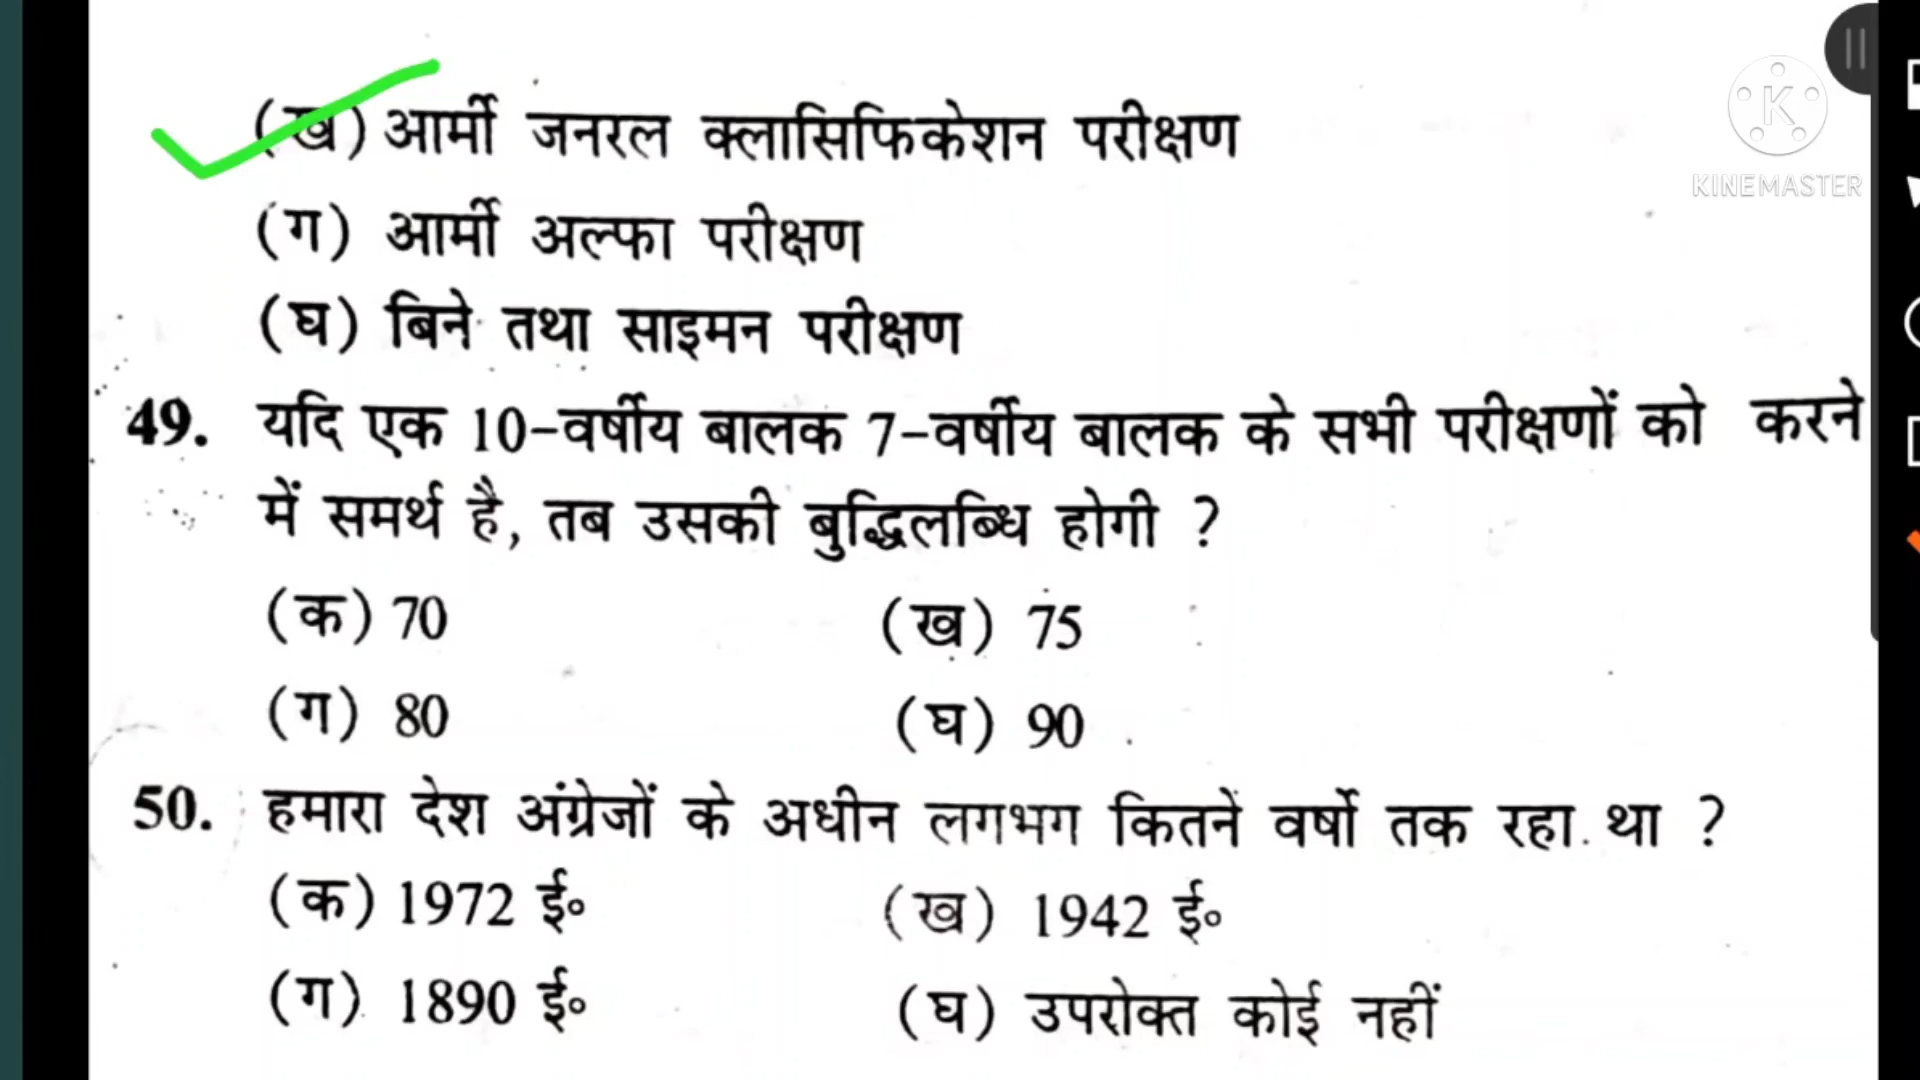 (ख) आर्मी जनरल क्लासिफिकेशन परीक्षण
KINEMASTER
(ग) आर्मी अल्फा परीक्षण
(घ) बिने तथा साइमन परीक्षण
49. यदि एक 10-वर्षीय बालक 7-वर्षीय बालक के सभी परीक्षणों को करने
में समर्थ है, तब उसकी बुद्धिलब्धि होगी ?
(क) 70 (ख) 75
(ग) 80 (घ) 90
50. हमारा देश अंग्रेजों के अधीन लगभग कितने वर्षो तक रहा था ?
(क) 1972 ई० (ख) 1942 ई०
(ग) 1890 ई० (घ) उपरोक्त कोई नहीं